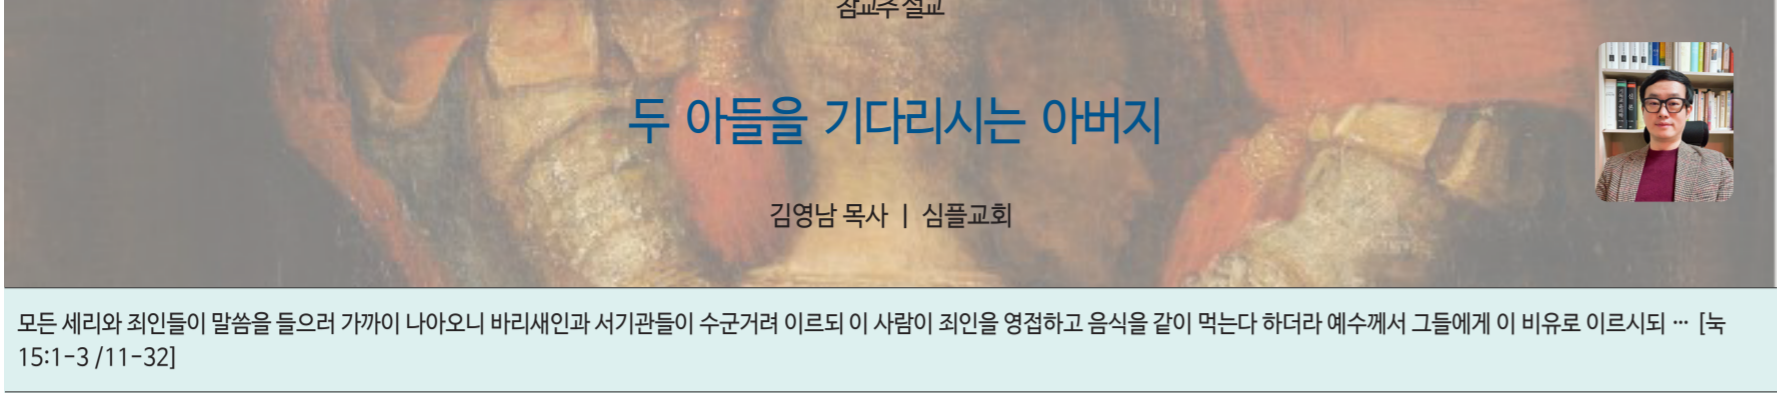 참교추 설교
두 아들을 기다리시는 아버지
김영남 목사 | 심플교회
모든 세리와 죄인들이 말씀을 들으러 가까이 나아오니 바리새인과 서기관들이 수군거려 이르되 이 사람이 죄인을 영접하고 음식을 같이 먹는다 하더라 예수께서 그들에게 이 비유로 이르시되 … [눅
15:1-3 /11-32]